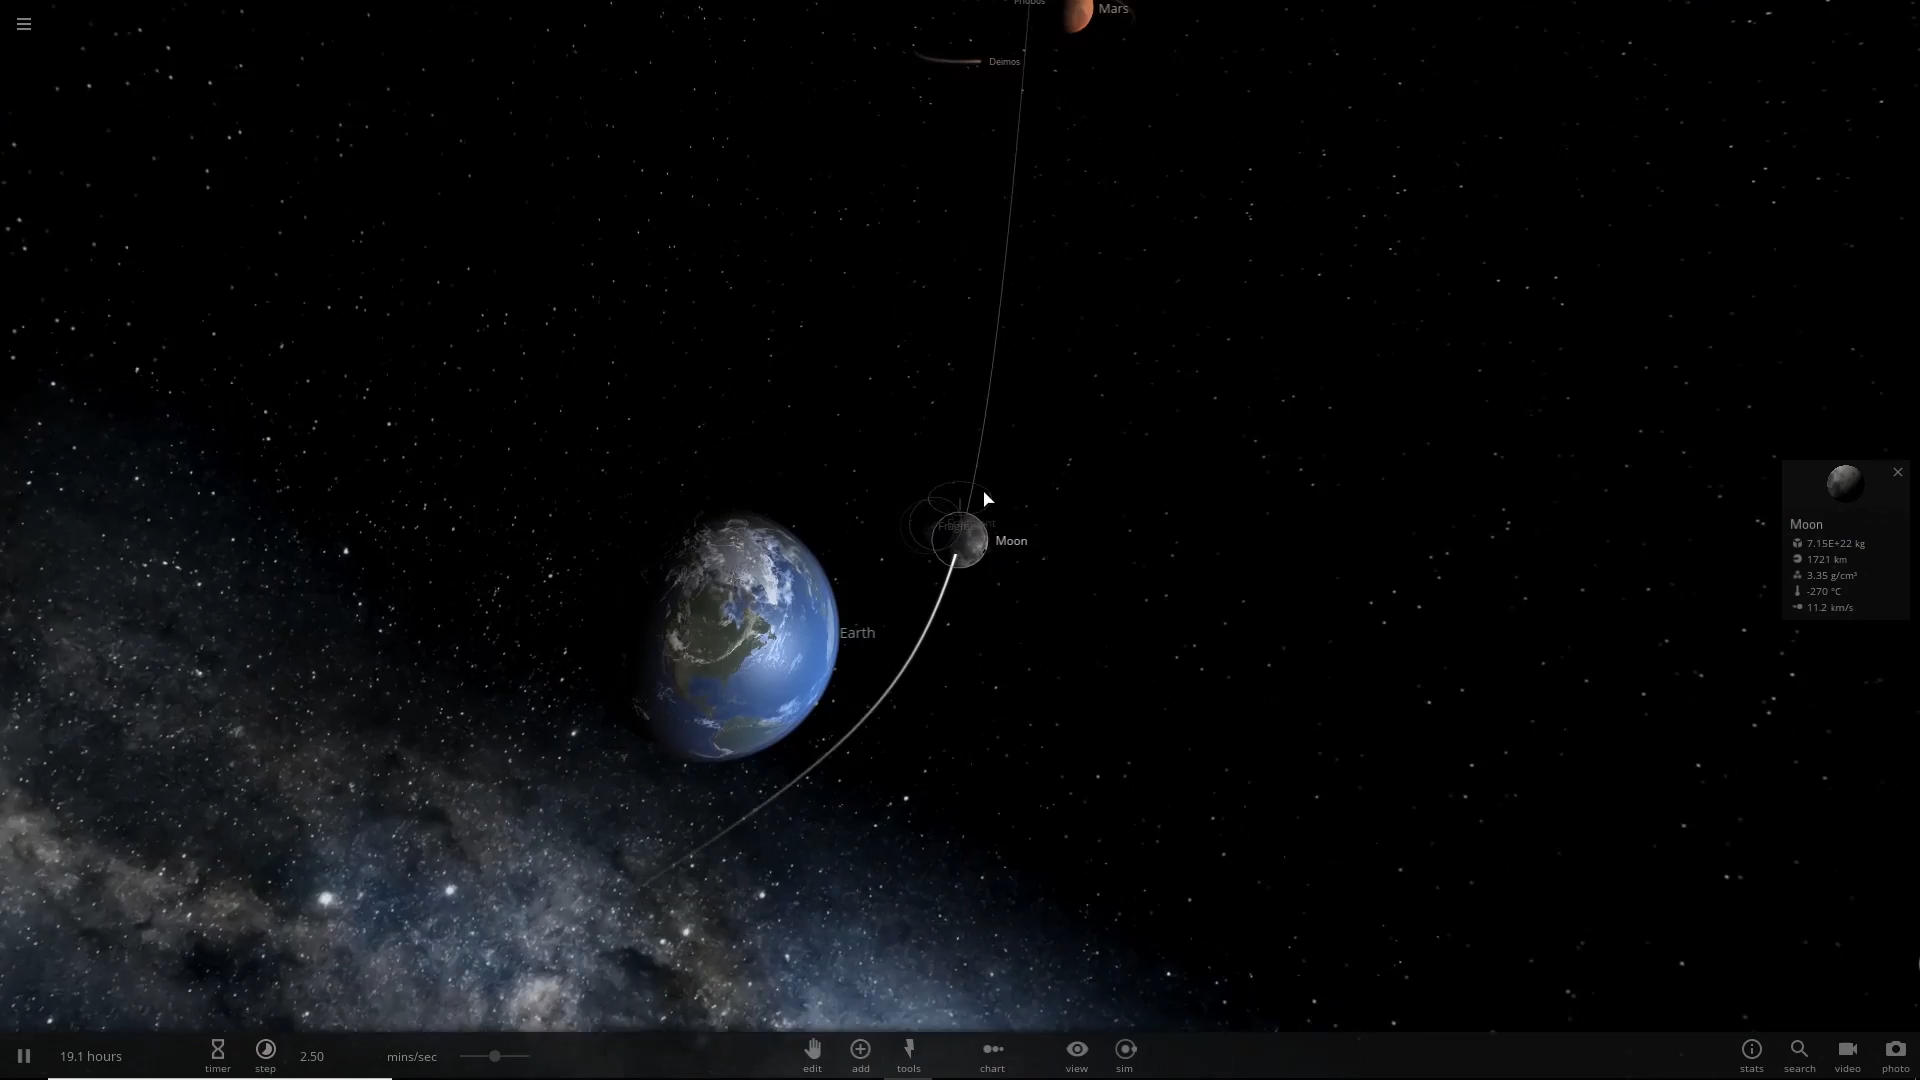 Phobos
Mars
Deimos
Moon
Earth
Moon
7.15E+22 kg
1721 km
3.35 g/cm³
-270 °C
11.2 km/s
19.1 hours
timer
step
2.50
mins/sec
edit
add
tools
chart
view
sim
stats
search
video
photo